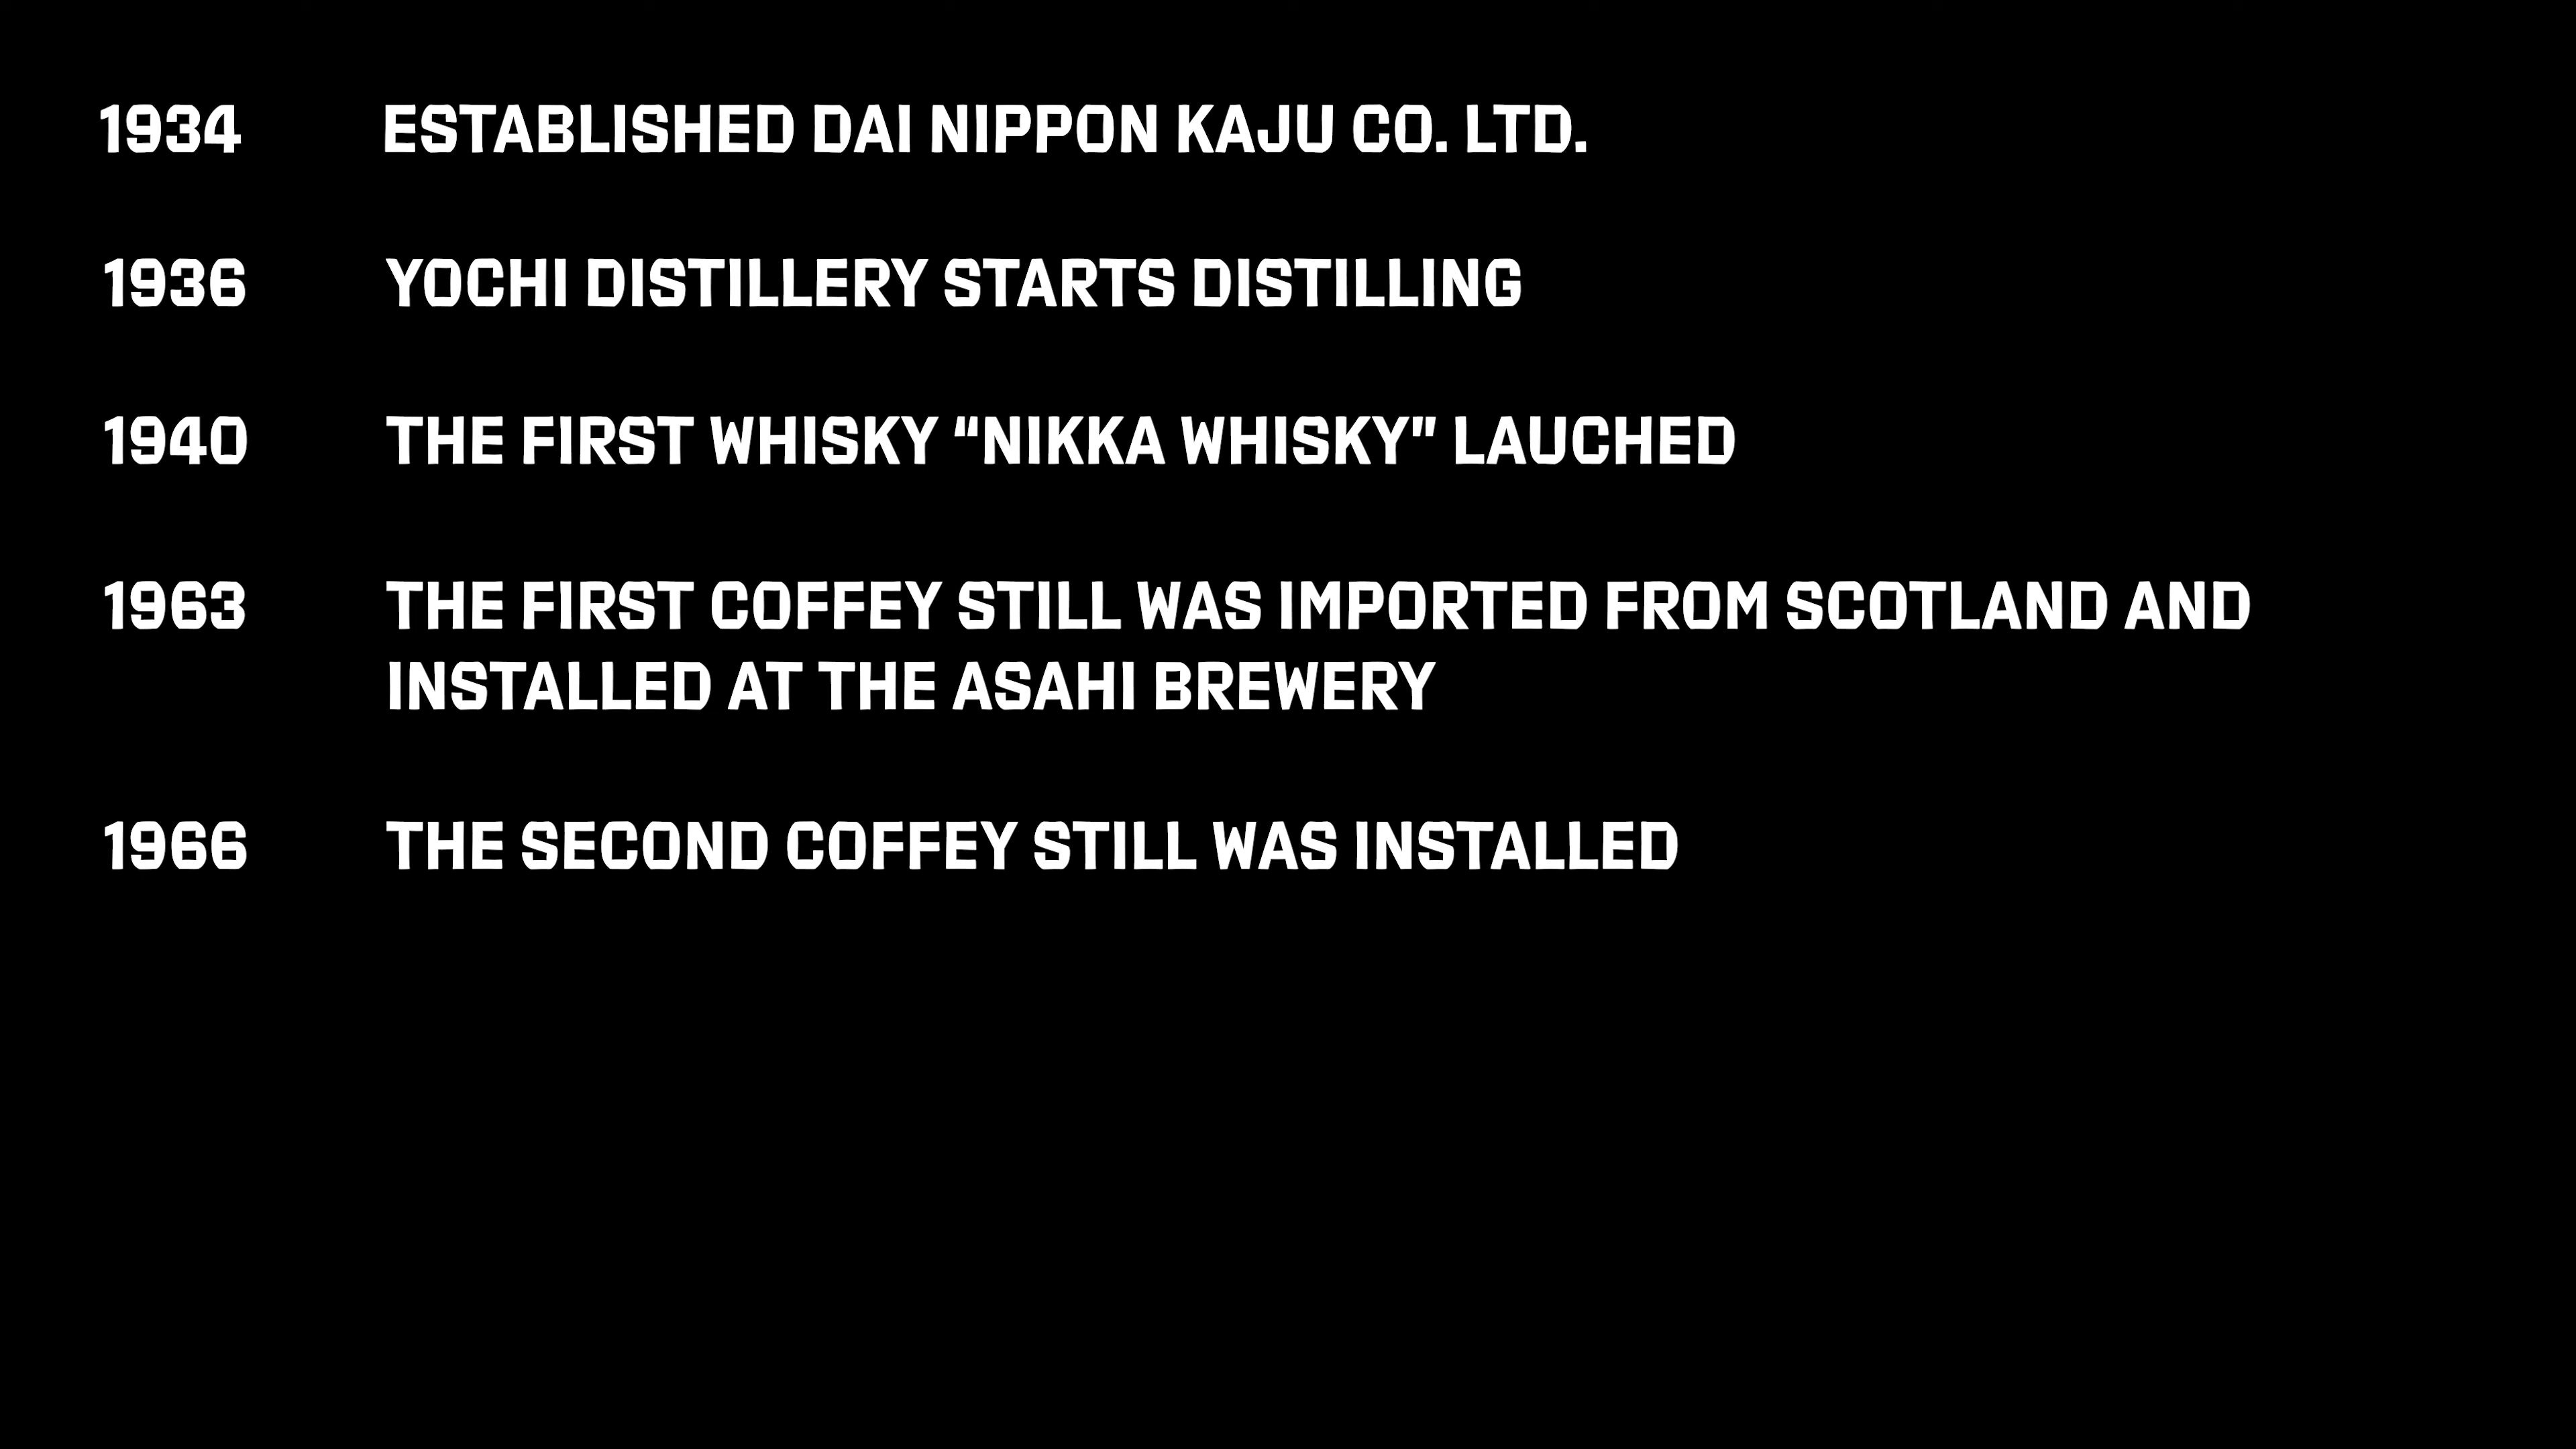 1934 ESTABLISHED DAI NIPPON KAJU CO. LTD.
1936 YOCHI DISTILLERY STARTS DISTILLING
1940 THE FIRST WHISKY “NIKKA WHISKY” LAUCHED
1963 THE FIRST COFFEY STILL WAS IMPORTED FROM SCOTLAND AND
INSTALLED AT THE ASAHI BREWERY
1966 THE SECOND COFFEY STILL WAS INSTALLED